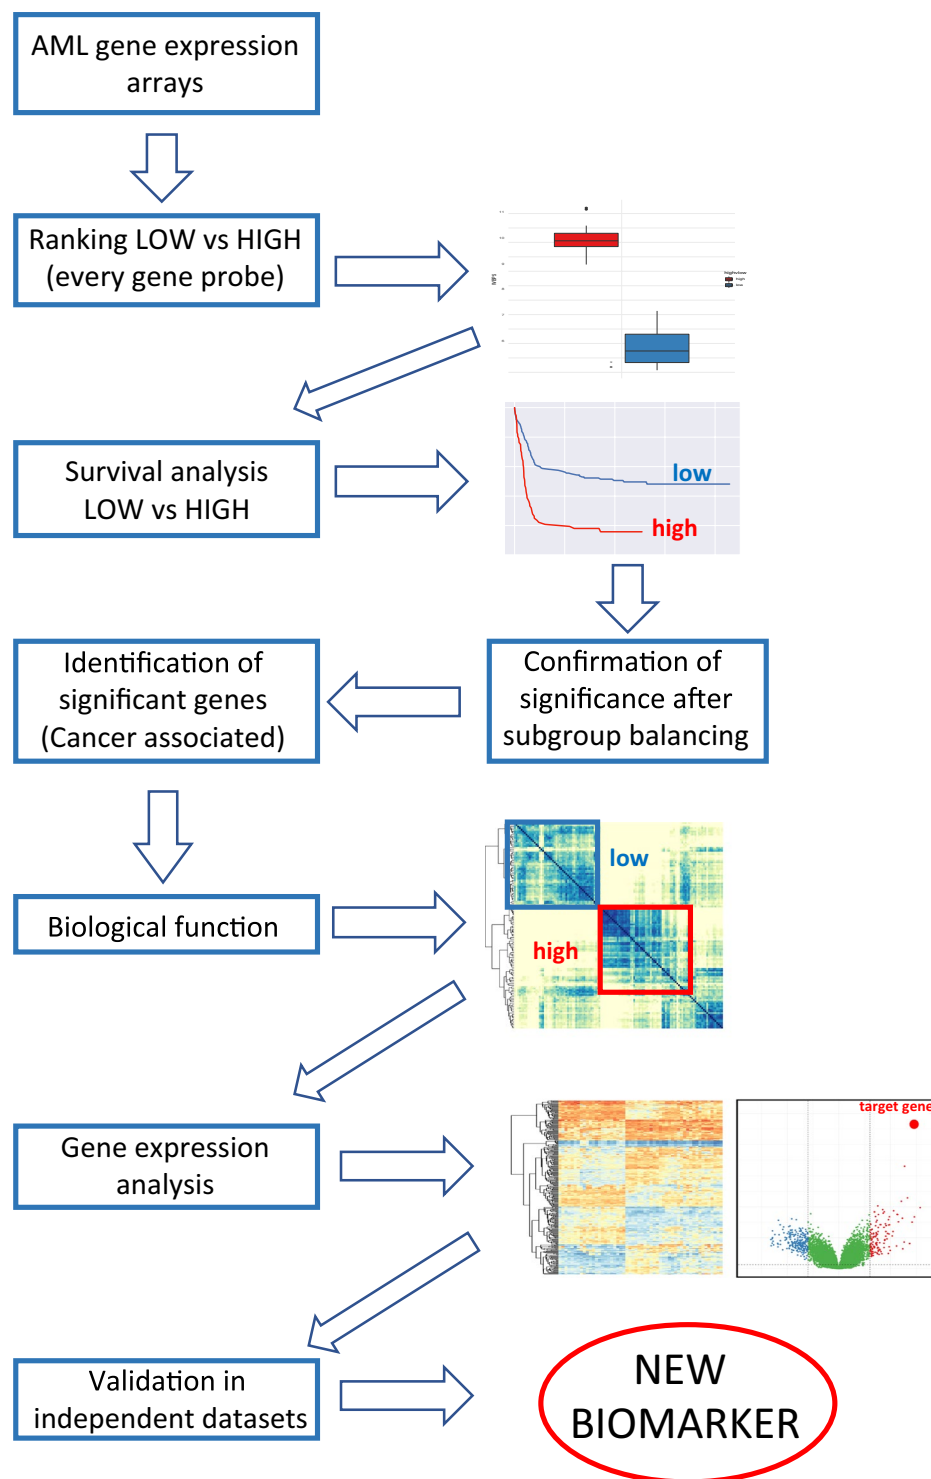 AML gene expression
arrays
Ranking LOW vs HIGH
(every gene probe)
high
low
Survival analysis
LOW vs HIGH
low
high
Identification of
significant genes
(Cancer associated)
Confirmation of
significance after
subgroup balancing
Biological function
low
high
Gene expression
analysis
target gene
Validation in
independent datasets
NEW
BIOMARKER